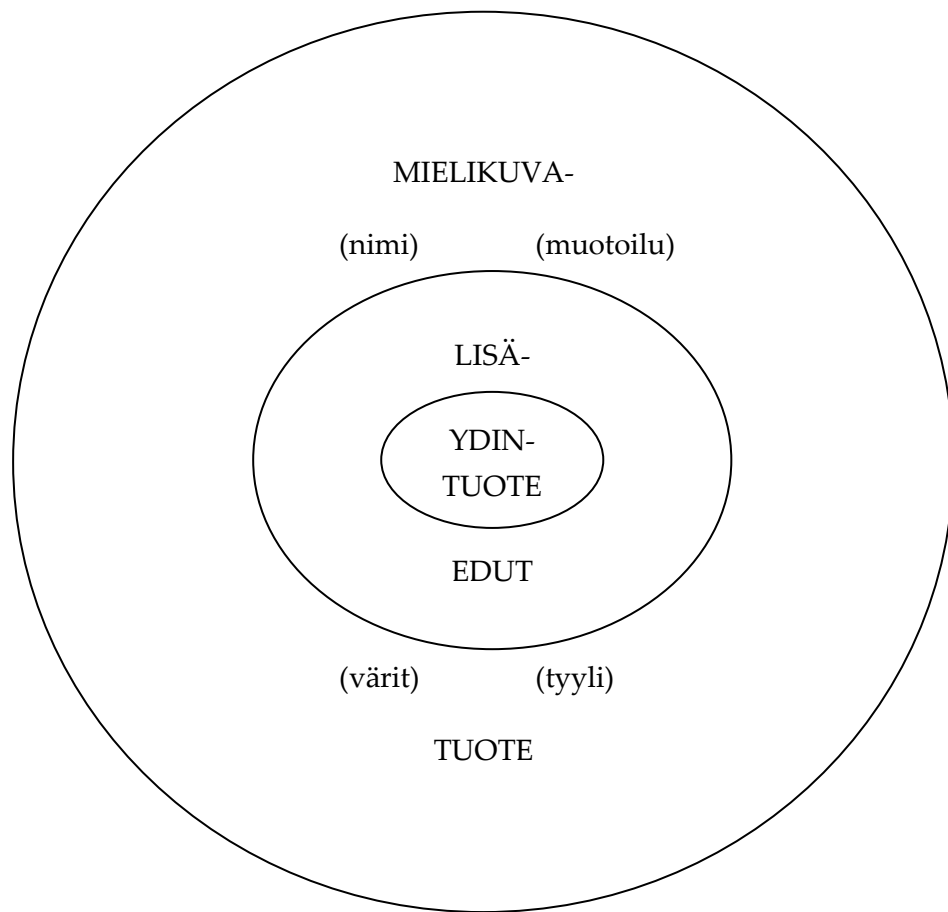 MIELIKUVA-
(nimi) (muotoilu)
LISÄ-
YDIN-
TUOTE
EDUT
(värit) (tyyli)
TUOTE